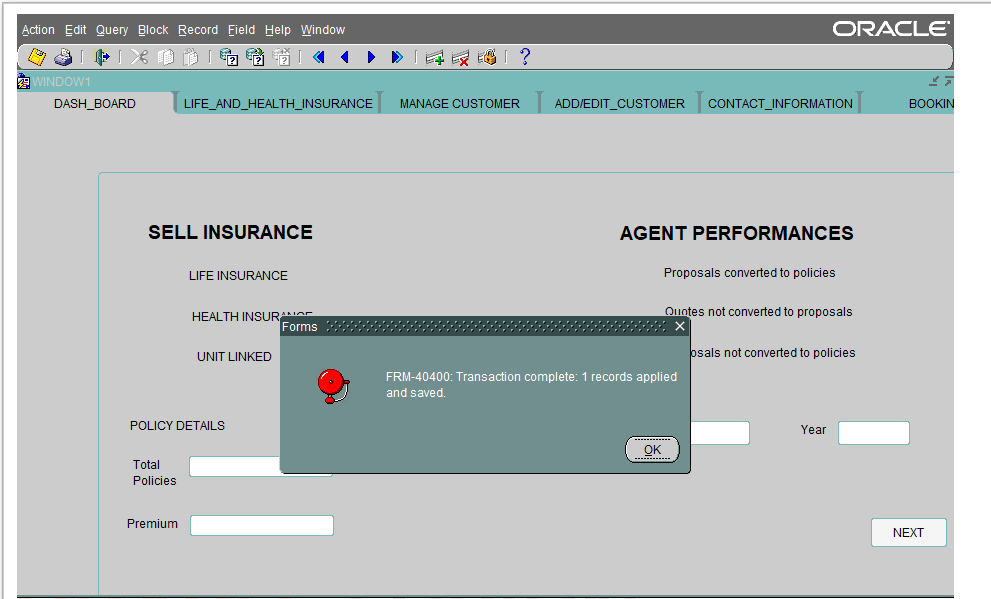 Action Edit Query Block Record Field Help Window
ORACLE
WINDOW1
DASH_BOARD LIFE_AND_HEALTH_INSURANCE MANAGE CUSTOMER ADD/EDIT_CUSTOMER CONTACT_INFORMATION BOOKIN
SELL INSURANCE
AGENT PERFORMANCES
LIFE INSURANCE
Proposals converted to policies
HEALTH INSURANCE
Quotes not converted to proposals
UNIT LINKED
osals not converted to policies
Forms
FRM-40400: Transaction complete: 1 records applied
and saved.
OK
POLICY DETAILS
Year
Total
Policies
Premium
NEXT